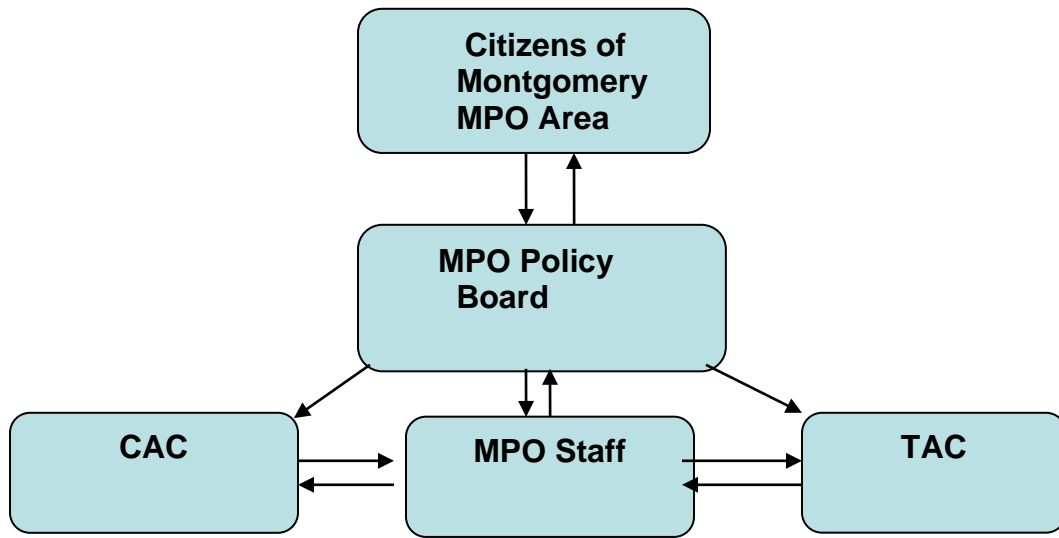 Citizens of
Montgomery
MPO Area
MPO Policy
Board
CAC
MPO Staff
TAC